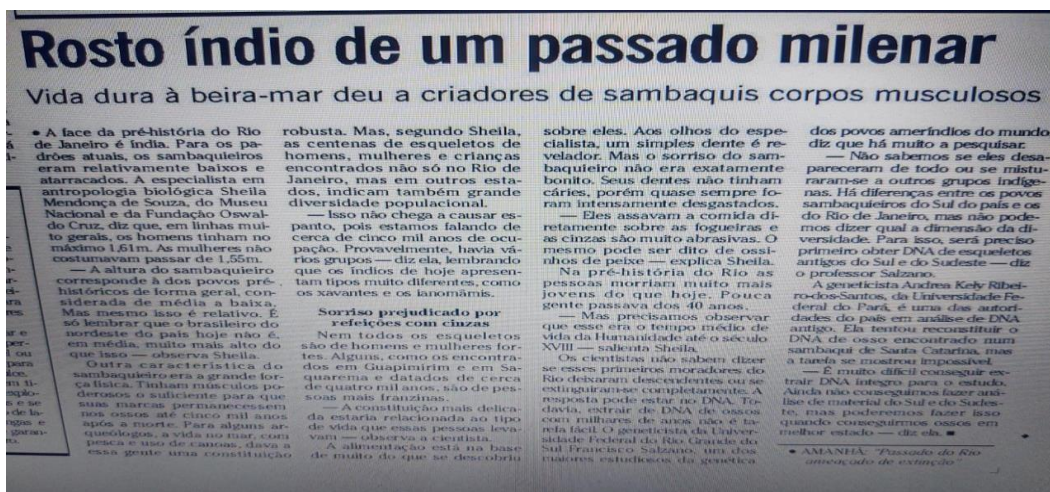 Rosto índio de um passado milenar
Vida dura à beira-mar deu a criadores de sambaquis corpos musculosos
• A face da pré-história do Rio
de Janeiro é índia. Para os pa-
drões atuais, os sambaquieiros
eram relativamente baixos e
atarracados. A especialista em
antropologia biológica Sheila
Mendonça de Souza, do Museu
Nacional e da Fundação Oswal-
do Cruz, diz que, em linhas mui-
to gerais, os homens tinham no
máximo 1,61m. As mulheres não
costumavam passar de 1,55m.
— A altura do sambaquieiro
corresponde à dos povos pré-
históricos de forma geral, con-
siderada de média a baixa.
Mas mesmo isso é relativo. É
só lembrar que o brasileiro do
nordeste do país hoje não é,
em média, muito mais alto do
que isso — observa Sheila.
Outra característica do
sambaquieiro era a grande for-
ça física. Tinham músculos po-
derosos o suficiente para que
suas marcas permanecessem
nos ossos até cinco mil anos
após a morte. Para alguns ar-
queólogos, a vida no mar, com
pesca e uso de canoas, dava a
essa gente uma constituição
robusta. Mas, segundo Sheila,
as centenas de esqueletos de
homens, mulheres e crianças
encontrados não só no Rio de
Janeiro, mas em outros esta-
dos, indicam também grande
diversidade populacional.
— Isso não chega a causar es-
panto, pois estamos falando de
cerca de cinco mil anos de ocu-
pação. Provavelmente, havia vá-
rios grupos — diz ela, lembrando
que os índios de hoje apresen-
tam tipos muito diferentes, como
os xavantes e os ianomâmis.
Sorriso prejudicado por
refeições com cinzas
Nem todos os esqueletos
são de homens e mulheres for-
tes. Alguns, como os encontra-
dos em Guapimirim e em Sa-
quarema e datados de cerca
de quatro mil anos, são de pes-
soas mais franzinas.
— A constituição mais delica-
da estaria relacionada ao tipo
de vida que essas pessoas leva-
vam — observa a cientista.
A alimentação está na base
de muito do que se descobriu
sobre eles. Aos olhos do espe-
cialista, um simples dente é re-
velador. Mas o sorriso do sam-
baquieiro não era exatamente
bonito. Seus dentes não tinham
cáries, porém quase sempre fo-
ram intensamente desgastados.
— Eles assavam a comida di-
retamente sobre as fogueiras e
as cinzas são muito abrasivas. O
mesmo pode ser dito de ossi-
nhos de peixe — explica Sheila.
Na pré-história do Rio as
pessoas morriam muito mais
jovens do que hoje. Pouca
gente passava dos 40 anos.
— Mas precisamos observar
que esse era o tempo médio de
vida da Humanidade até o século
XVIII — salienta Sheila.
Os cientistas não sabem dizer
se esses primeiros moradores do
Rio deixaram descendentes ou se
extinguiram-se completamente. A
resposta pode estar no DNA. To-
davia, extrair de DNA de ossos
com milhares de anos não é ta-
refa fácil. O geneticista da Univer-
sidade Federal do Rio Grande do
Sul Francisco Salzano, um dos
maiores estudiosos da genética
dos povos ameríndios do mundo
diz que há muito a pesquisar.
— Não sabemos se eles desa-
pareceram de todo ou se mistu-
raram-se a outros grupos indíge-
nas. Há diferenças entre os povos
sambaquieiros do Sul do país e os
do Rio de Janeiro, mas não pode-
mos dizer qual a dimensão da di-
versidade. Para isso, será preciso
primeiro obter DNA de esqueletos
antigos do Sul e do Sudeste — diz
o professor Salzano.
A geneticista Andrea Kely Ribei-
ro-dos-Santos, da Universidade Fe-
deral do Pará, é uma das autori-
dades do país em análise de DNA
antigo. Ela tentou reconstituir o
DNA de osso encontrado num
sambaqui de Santa Catarina, mas
a tarefa se mostrou impossível.
— É muito difícil conseguir ex-
trair DNA íntegro para o estudo.
Ainda não conseguimos fazer aná-
lise de material do Sul e do Sudes-
te, mas poderemos fazer isso
quando conseguirmos ossos em
melhor estado — diz ela. ■
• AMANHÃ: "Passado do Rio
ameaçado de extinção"